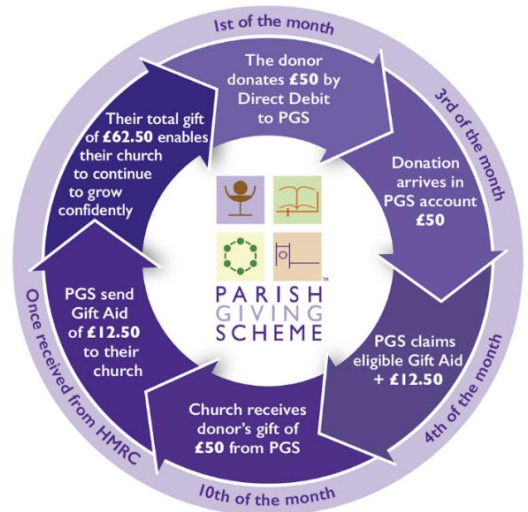 1st of the month
The donor
donates £50 by
Direct Debit
to PGS
3rd of the month
Donation
arrives in
PGS account
£50
4th of the month
PGS claims
eligible Gift Aid
+ £12.50
10th of the month
Church receives
donor's gift of
£50 from PGS
Once received from HMRC
PGS send
Gift Aid
of £12.50
to their
church
Their total gift
of £62.50 enables
their church
to continue
to grow
confidently
PARISH
GIVING
SCHEME
TM